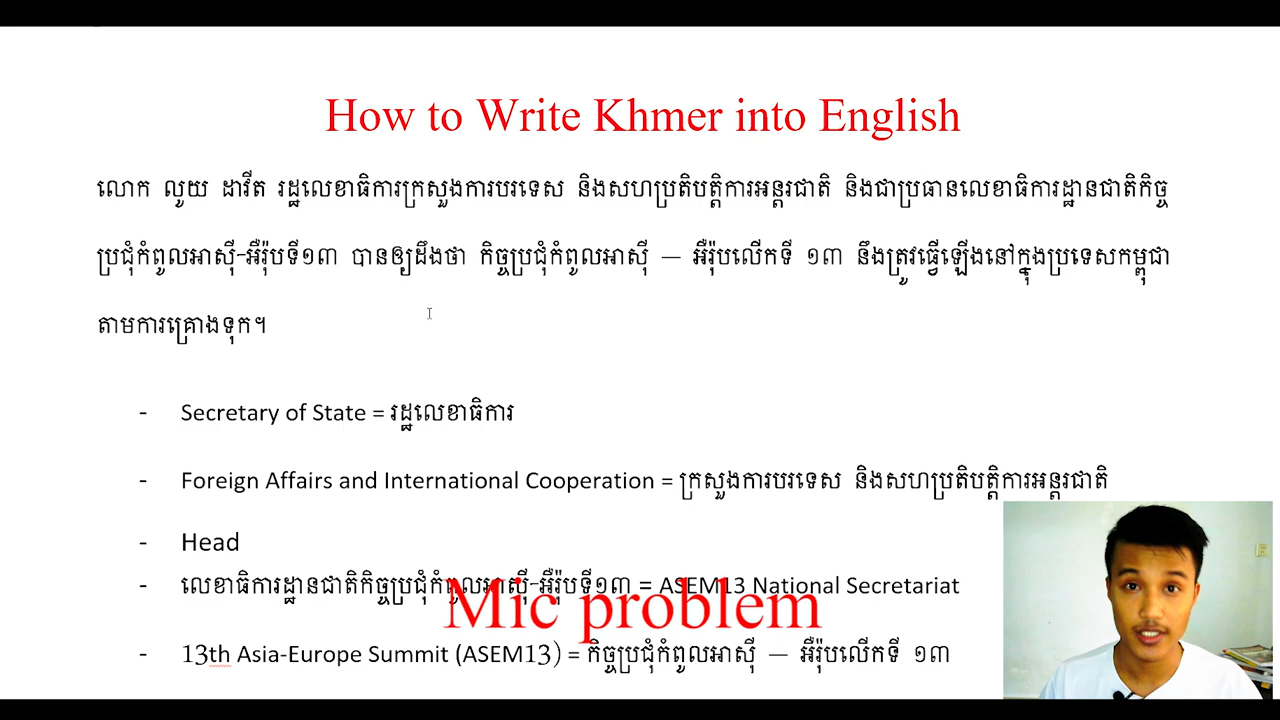 How to Write Khmer into English
លោក លូយ ដាវីត រដ្ឋលេខាធិការក្រសួងការបរទេស និងសហប្រតិបត្តិការអន្តរជាតិ និងជាប្រធានលេខាធិការដ្ឋានជាតិកិច្ច
ប្រជុំកំពូលអាស៊ី-អឺរ៉ុបទី១៣ បានឲ្យដឹងថា កិច្ចប្រជុំកំពូលអាស៊ី — អឺរ៉ុបលើកទី ១៣ នឹងត្រូវធ្វើឡើងនៅក្នុងប្រទេសកម្ពុជា
តាមការគ្រោងទុក។
- Secretary of State = រដ្ឋលេខាធិការ
- Foreign Affairs and International Cooperation = ក្រសួងការបរទេស និងសហប្រតិបត្តិការអន្តរជាតិ
- Head
- លេខាធិការដ្ឋានជាតិកិច្ចប្រជុំកំពូលអាស៊ី-អឺរ៉ុបទី១៣ = ASEM13 National Secretariat
Mic problem
- 13th Asia-Europe Summit (ASEM13) = កិច្ចប្រជុំកំពូលអាស៊ី — អឺរ៉ុបលើកទី ១៣